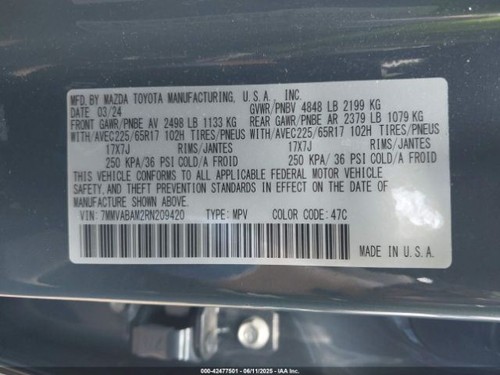 MFD. BY MAZDA TOYOTA MANUFACTURING, U.S.A., INC.
DATE 03/24 GVWR/PNBV 4848 LB 2199 KG
FRONT GAWR/PNBE AV 2498 LB 1133 KG REAR GAWR/PNBE AR 2379 LB 1079 KG
WITH/AVEC225/65R17 102H TIRES/PNEUS WITH/AVEC225/65R17 102H TIRES/PNEUS
17X7J RIMS/JANTES 17X7J RIMS/JANTES
250 KPA/36 PSI COLD/A FROID 250 KPA/ 36 PSI COLD/A FROID
THIS VEHICLE CONFORMS TO ALL APPLICABLE FEDERAL MOTOR VEHICLE
SAFETY AND THEFT PREVENTION STANDARDS IN EFFECT ON THE DATE OF
MANUFACTURE SHOWN ABOVE.
VIN: 7MMVABAM2RN209420 TYPE: MPV COLOR CODE: 47C
MADE IN U.S.A.
000-42477501 - 06/11/2025 - IAA Inc.